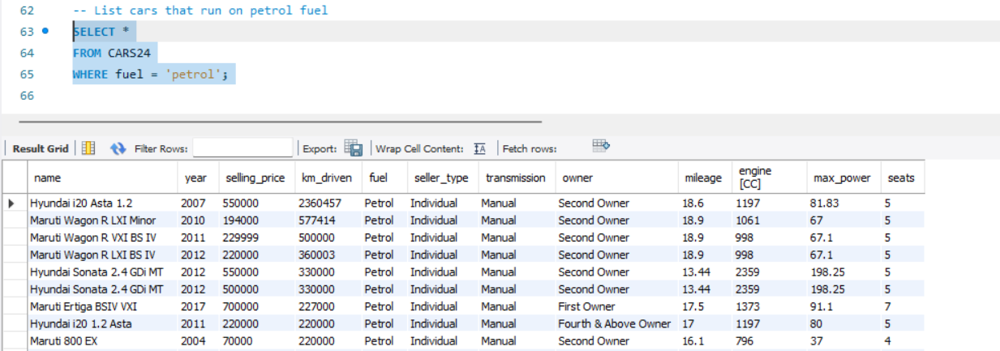 62 -- List cars that run on petrol fuel
63 SELECT *
64 FROM CARS24
65 WHERE fuel = 'petrol';
66
Result Grid Filter Rows: Export: Wrap Cell Content: Fetch rows:
name year selling_price km_driven fuel seller_type transmission owner mileage engine [CC] max_power seats
Hyundai i20 Asta 1.2 2007 550000 2360457 Petrol Individual Manual Second Owner 18.6 1197 81.83 5
Maruti Wagon R LXI Minor 2010 194000 577414 Petrol Individual Manual Second Owner 18.9 1061 67 5
Maruti Wagon R VXI BS IV 2011 229999 500000 Petrol Individual Manual Second Owner 18.9 998 67.1 5
Maruti Wagon R LXI BS IV 2012 220000 360003 Petrol Individual Manual Second Owner 18.9 998 67.1 5
Hyundai Sonata 2.4 GDi MT 2012 550000 330000 Petrol Individual Manual Second Owner 13.44 2359 198.25 5
Hyundai Sonata 2.4 GDi MT 2012 500000 330000 Petrol Individual Manual Second Owner 13.44 2359 198.25 5
Maruti Ertiga BSIV VXI 2017 700000 227000 Petrol Individual Manual First Owner 17.5 1373 91.1 7
Hyundai i20 1.2 Asta 2011 220000 220000 Petrol Individual Manual Fourth & Above Owner 17 1197 80 5
Maruti 800 EX 2004 70000 220000 Petrol Individual Manual Second Owner 16.1 796 37 4